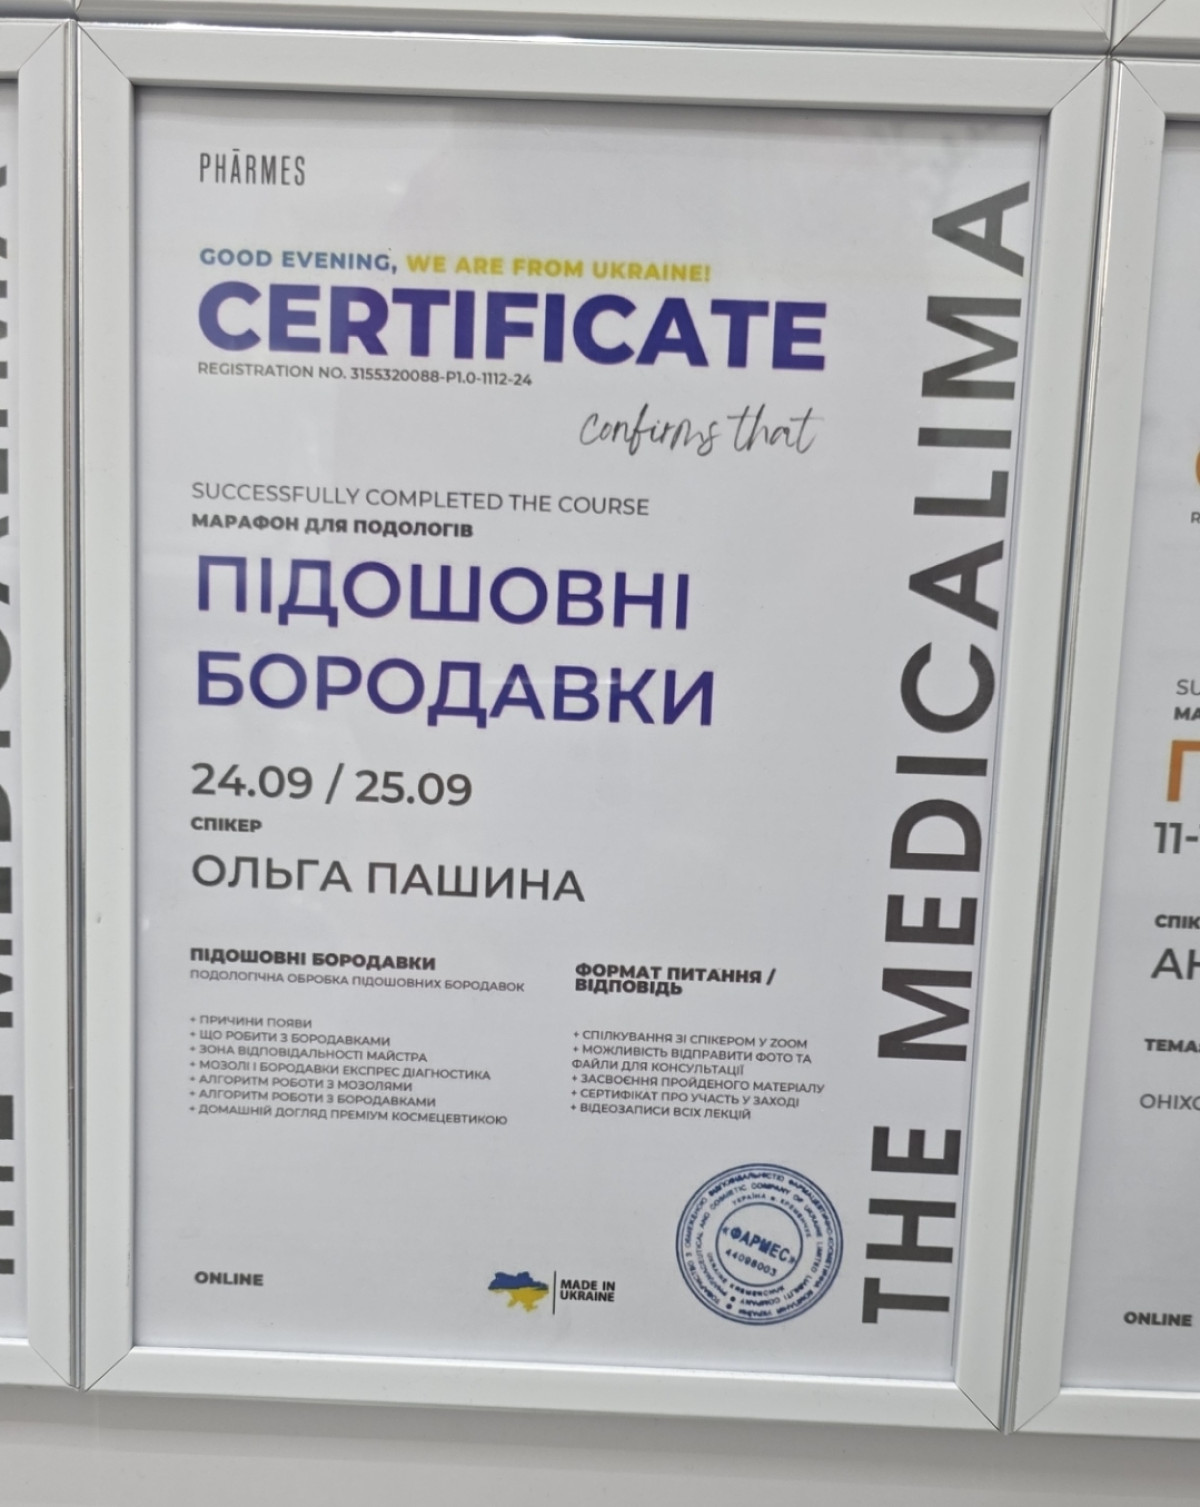 PHĀRMES
GOOD EVENING, WE ARE FROM UKRAINE!
CERTIFICATE
REGISTRATION NO. 3155320088-P1.0-1112-24
confirms that
SUCCESSFULLY COMPLETED THE COURSE
МАРАФОН ДЛЯ ПОДОЛОГІВ
ПІДОШОВНІ
БОРОДАВКИ
24.09 / 25.09
СПІКЕР
ОЛЬГА ПАШИНА
ПІДОШОВНІ БОРОДАВКИ
ПОДОЛОГІЧНА ОБРОБКА ПІДОШОВНИХ БОРОДАВОК
+ ПРИЧИНИ ПОЯВИ
+ ЩО РОБИТИ З БОРОДАВКАМИ
+ ЗОНА ВІДПОВІДАЛЬНОСТІ МАЙСТРА
+ МОЗОЛІ І БОРОДАВКИ ЕКСПРЕС ДІАГНОСТИКА
+ АЛГОРИТМ РОБОТИ З МОЗОЛЯМИ
+ АЛГОРИТМ РОБОТИ З БОРОДАВКАМИ
+ ДОМАШНІЙ ДОГЛЯД ПРЕМІУМ КОСМЕЦЕВТИКОЮ
ФОРМАТ ПИТАННЯ /
ВІДПОВІДЬ
+ СПІЛКУВАННЯ ЗІ СПІКЕРОМ У ZOOM
+ МОЖЛИВІСТЬ ВІДПРАВИТИ ФОТО ТА
ФАЙЛИ ДЛЯ КОНСУЛЬТАЦІЇ
+ ЗАСВОЄННЯ ПРОЙДЕНОГО МАТЕРІАЛУ
+ СЕРТИФІКАТ ПРО УЧАСТЬ У ЗАХОДІ
+ ВІДЕОЗАПИСИ ВСІХ ЛЕКЦІЙ
ONLINE
MADE IN
UKRAINE
«ФАРМЕС»
44098003
THE MEDICALIMA
11-
ТЕМА:
ONLINE